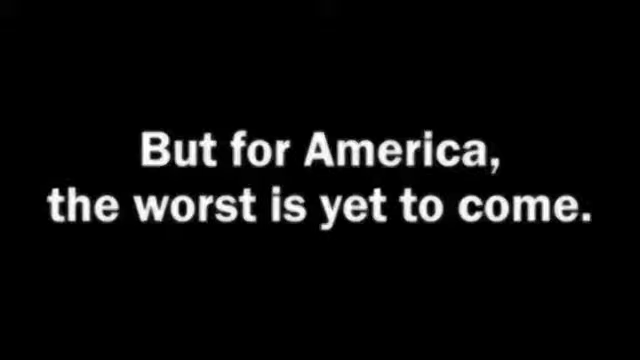 But for America,
the worst is yet to come.